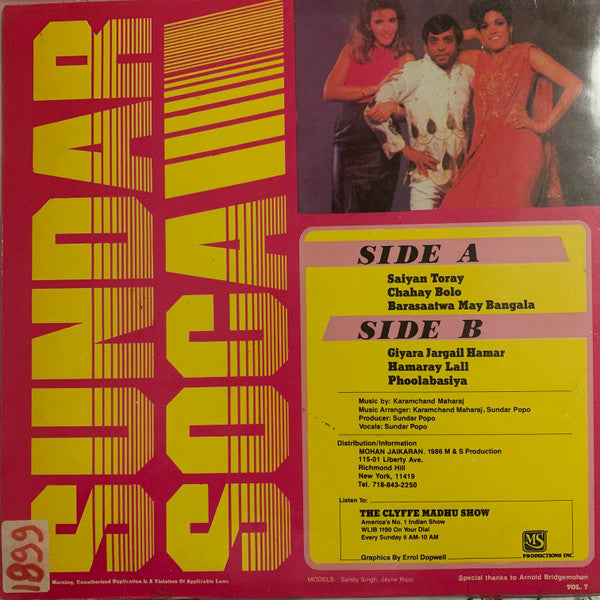 SUNDAR
SOCA
SIDE A
Saiyan Toray
Chahay Bolo
Barasaatwa May Bangala
SIDE B
Giyara Jargail Hamar
Hamaray Lall
Phoolabasiya
Music by: Karamchand Maharaj
Music Arranger: Karamchand Maharaj, Sundar Popo
Producer: Sundar Popo
Vocals: Sundar Popo
Distribution/Information
MOHAN JAIKARAN, 1986 M & S Production
115-01 Liberty Ave.
Richmond Hill
New York, 11419
Tel. 718-843-2250
Listen To:
THE CLYFFE MADHU SHOW
America's No. 1 Indian Show
WLIB 1190 On Your Dial
Every Sunday 6 AM-10 AM
MS
PRODUCTIONS INC.
Graphics By Errol Dopwell
1899
Warning, Unauthorised Duplication Is A Violation Of Applicable Laws.
MODELS: Sandy Singh, Jayne Ricci
Special thanks to Arnold Bridgemohan
VOL. 7